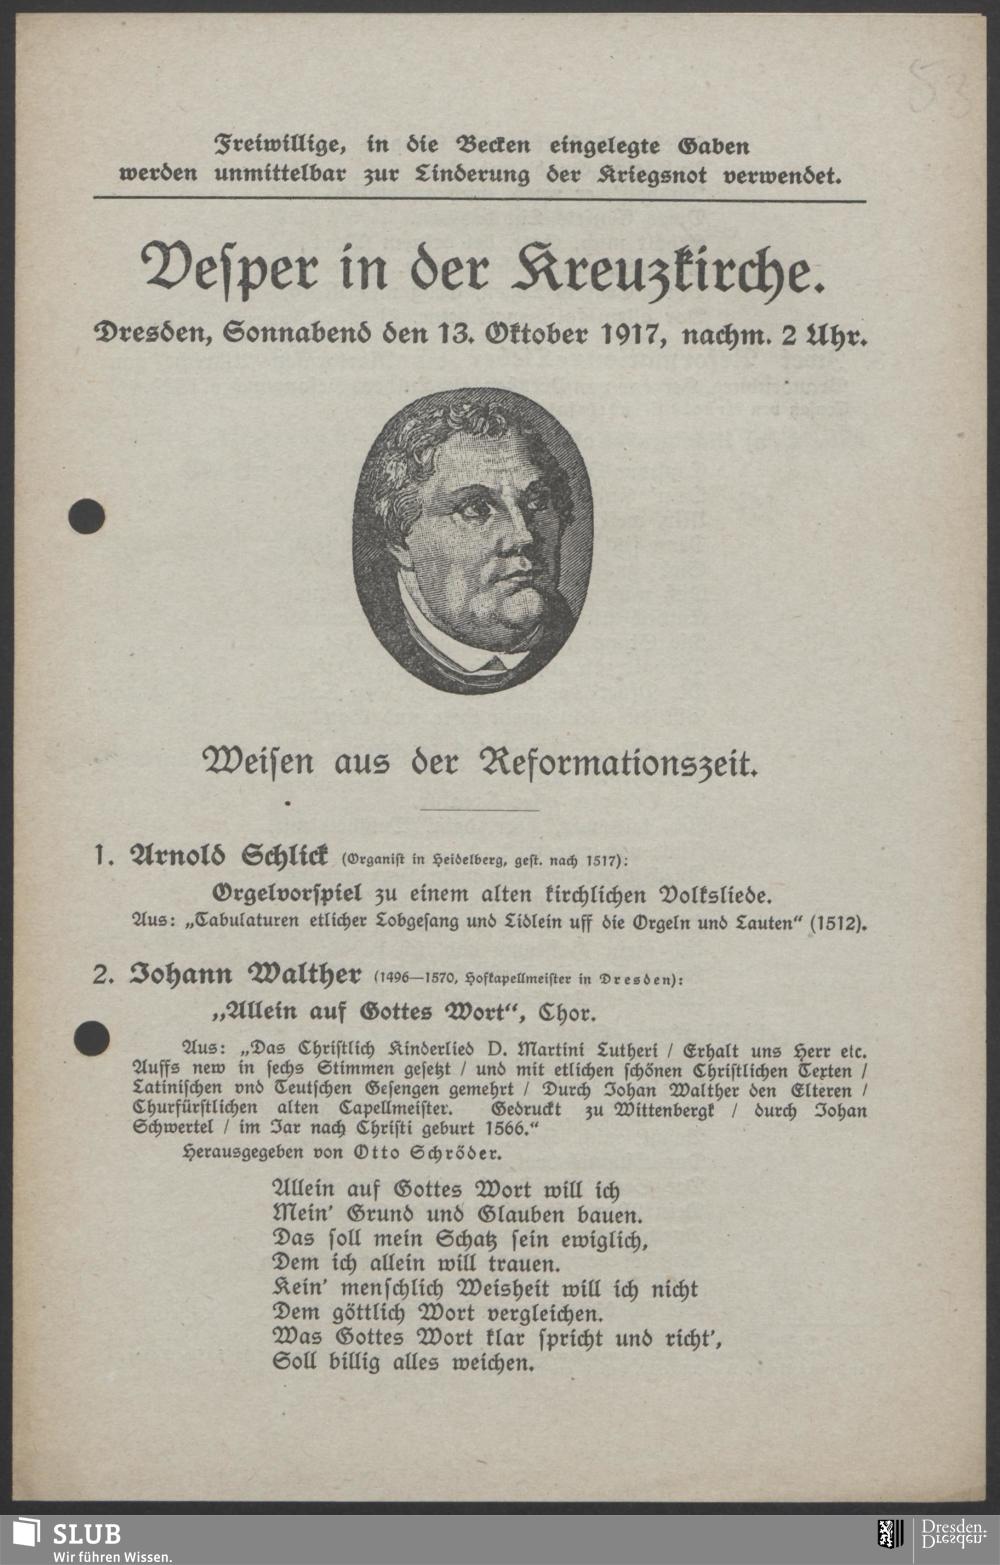 53
Freiwillige, in die Becken eingelegte Gaben
werden unmittelbar zur Linderung der Kriegsnot verwendet.
Vesper in der Kreuzkirche.
Dresden, Sonnabend den 13. Oktober 1917, nachm. 2 Uhr.
Weisen aus der Reformationszeit.
1. Arnold Schlick (Organist in Heidelberg, gest. nach 1517):
Orgelvorspiel zu einem alten kirchlichen Volksliede.
Aus: „Tabulaturen etlicher Lobgesang und Lidlein uff die Orgeln und Lauten“ (1512).
2. Johann Walther (1496—1570, Hofkapellmeister in Dresden):
„Allein auf Gottes Wort“, Chor.
Aus: „Das Christlich Kinderlied D. Martini Lutheri / Erhalt uns Herr etc.
Auffs new in sechs Stimmen gesetzt / und mit etlichen schönen Christlichen Texten /
Latinischen vnd Teutschen Gesengen gemehrt / Durch Johan Walther den Elteren /
Churfürstlichen alten Capellmeister. Gedruckt zu Wittenbergk / durch Johan
Schwertel / im Jar nach Christi geburt 1566.“
Herausgegeben von Otto Schröder.
Allein auf Gottes Wort will ich
Mein' Grund und Glauben bauen.
Das soll mein Schatz sein ewiglich,
Dem ich allein will trauen.
Kein' menschlich Weisheit will ich nicht
Dem göttlich Wort vergleichen.
Was Gottes Wort klar spricht und richt',
Soll billig alles weichen.
SLUB
Wir führen Wissen.
Dresden.
Dresden.